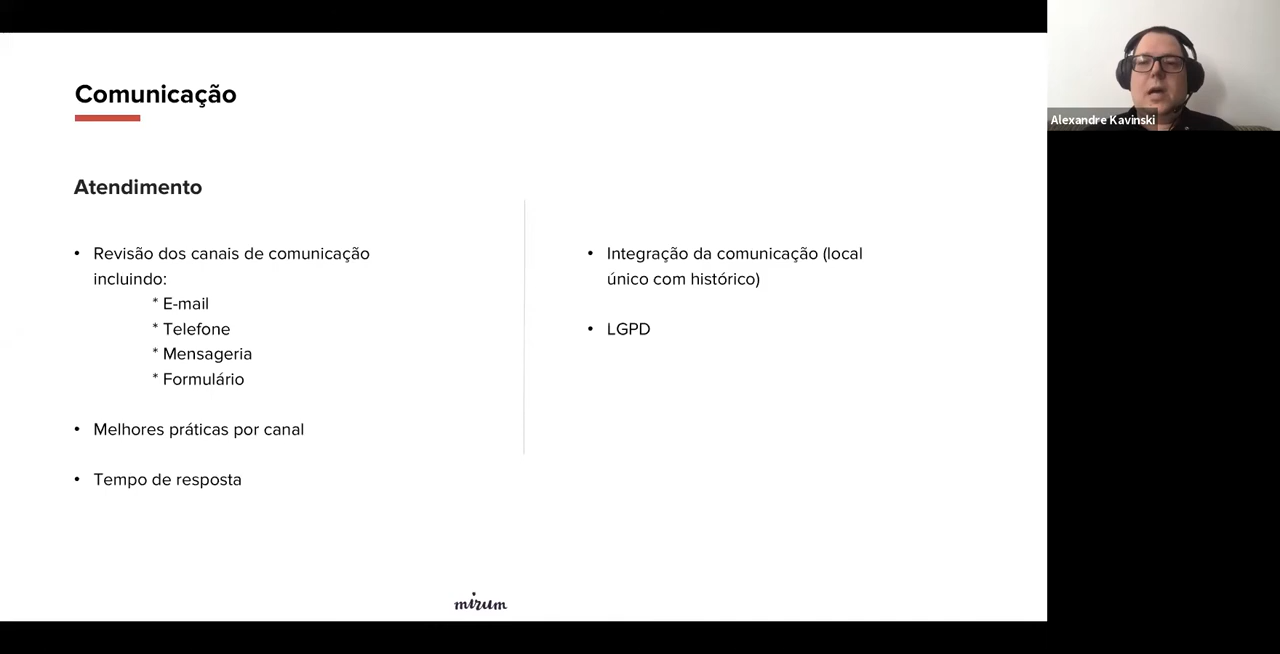 Comunicação
Atendimento
• Revisão dos canais de comunicação
incluindo:
* E-mail
* Telefone
* Mensageria
* Formulário
• Melhores práticas por canal
• Tempo de resposta
• Integração da comunicação (local
único com histórico)
• LGPD
mirum
Alexandre Kavinski